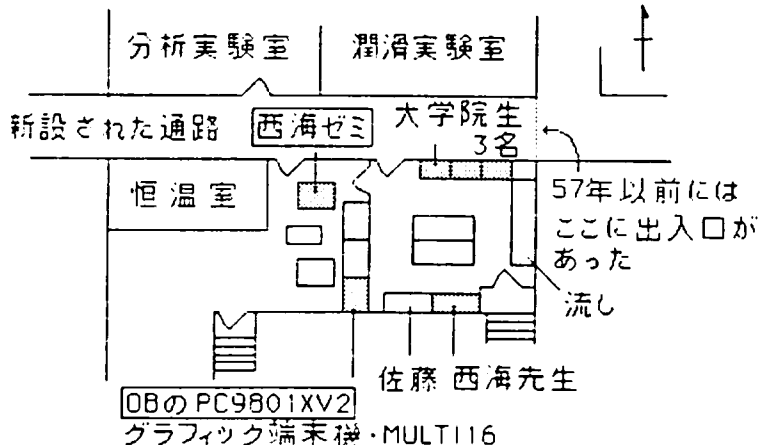 分析実験室
潤滑実験室
新設された通路
西海ゼミ
大学院生
3名
恒温室
57年以前には
ここに出入口が
あった
流し
佐藤
西海先生
OBのPC9801XV2
グラフィック端末機・MULTI16